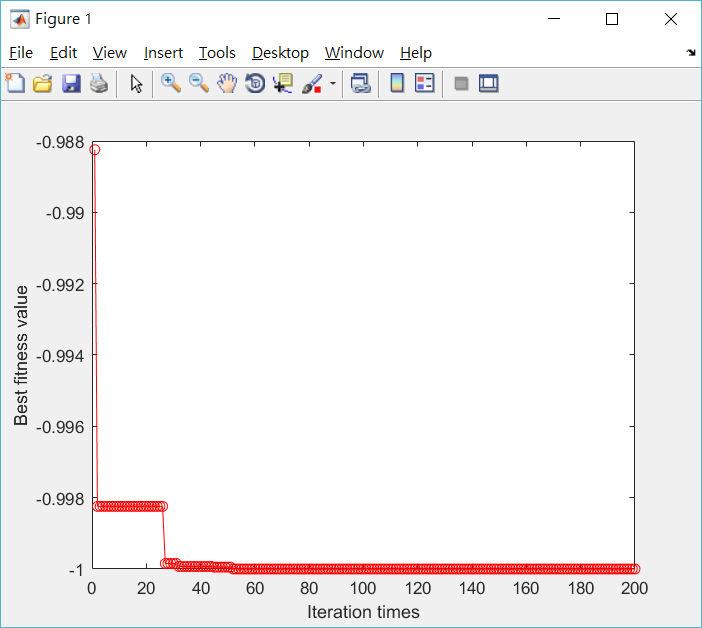 Figure 1
File Edit View Insert Tools Desktop Window Help
-0.988
-0.99
-0.992
-0.994
-0.996
-0.998
-1
Best fitness value
0 20 40 60 80 100 120 140 160 180 200
Iteration times